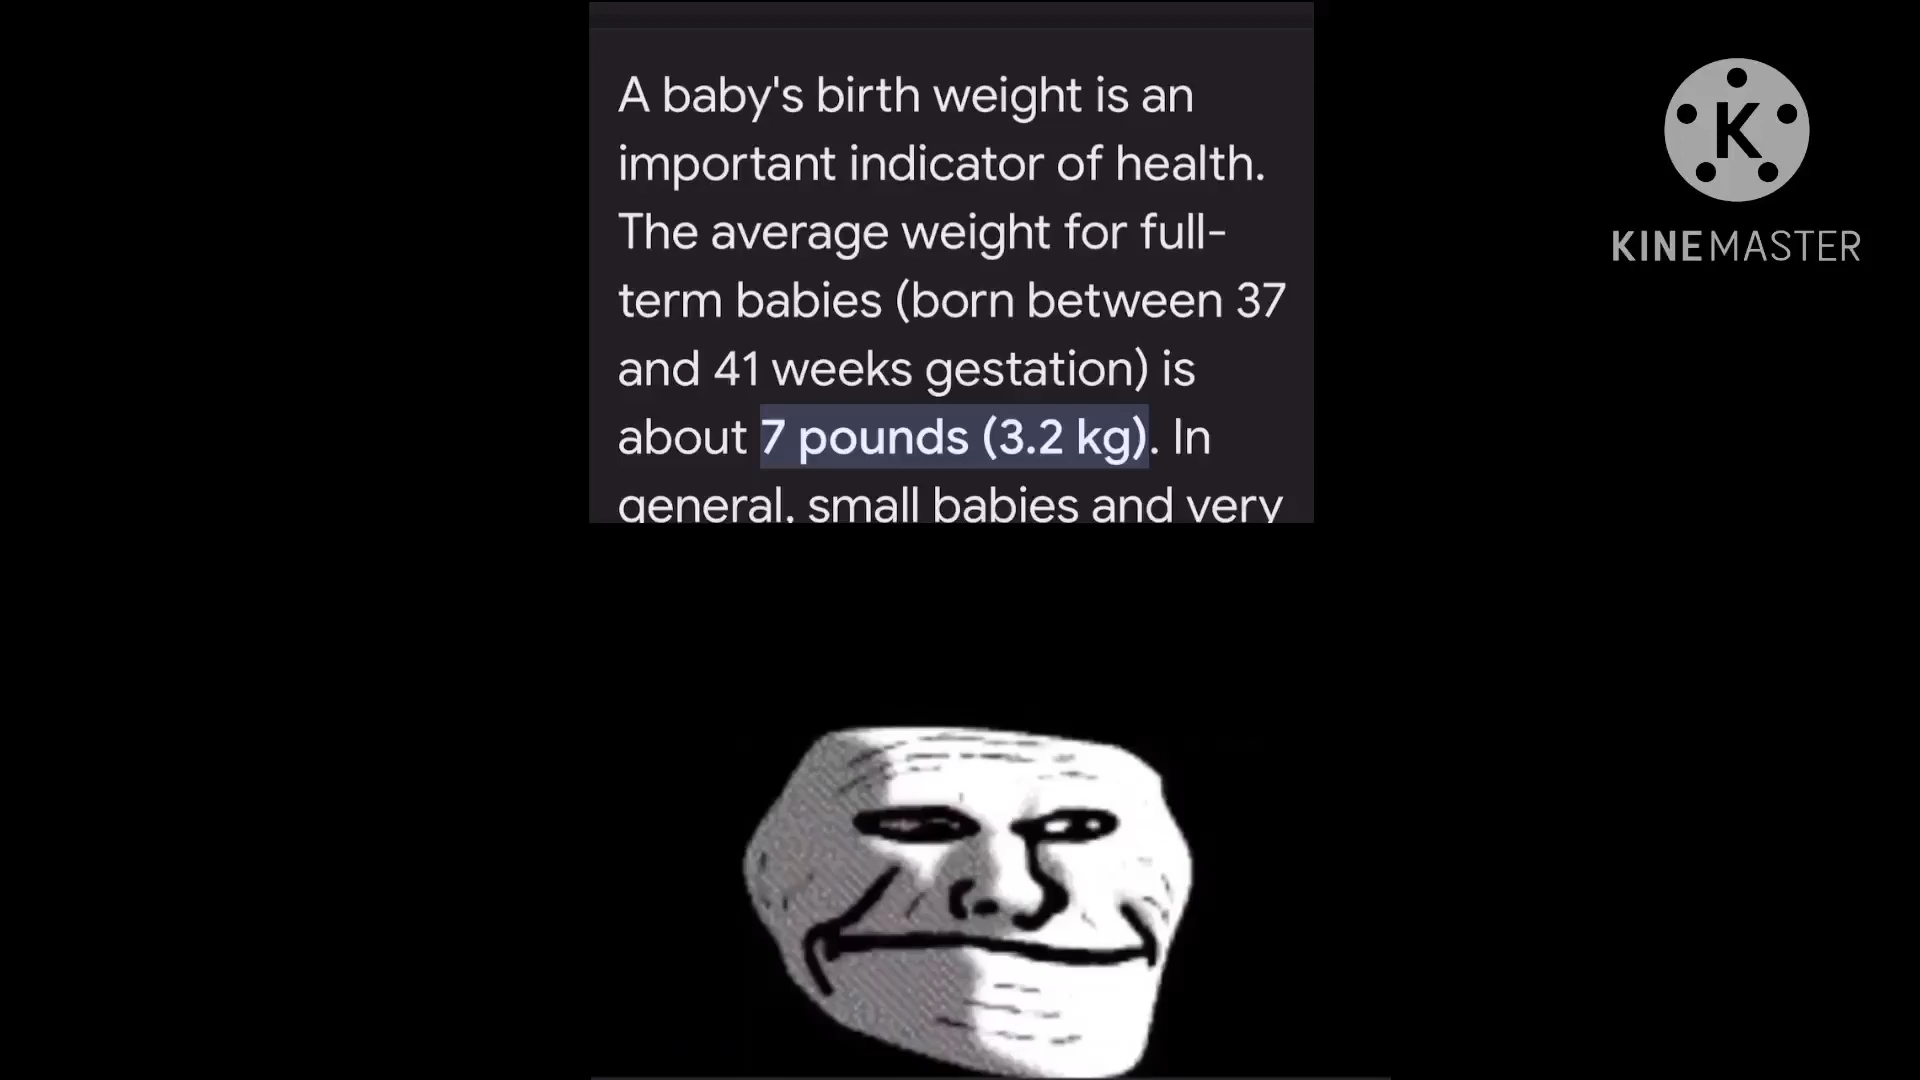 A baby's birth weight is an
important indicator of health.
The average weight for full-
term babies (born between 37
and 41 weeks gestation) is
about 7 pounds (3.2 kg). In
general, small babies and very
K
KINEMASTER